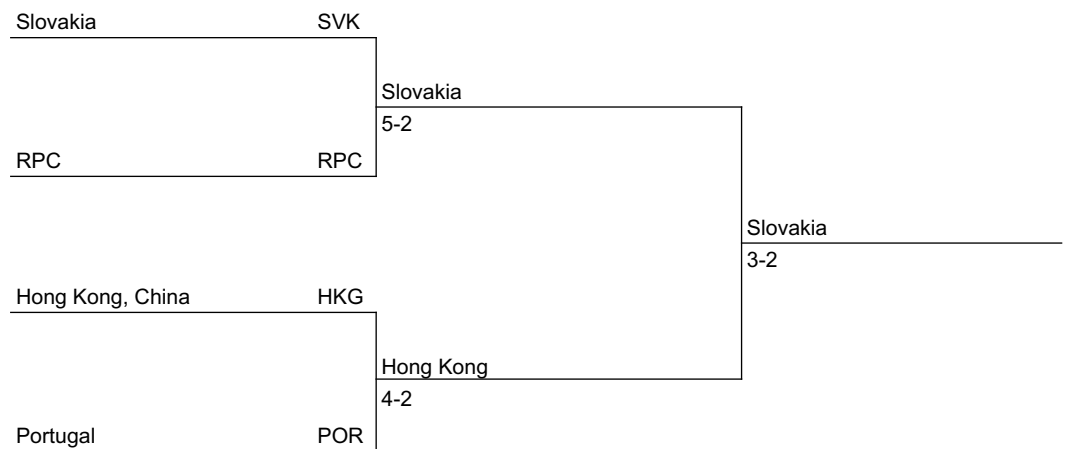 Slovakia SVK
Slovakia
5-2
RPC RPC
Slovakia
3-2
Hong Kong, China HKG
Hong Kong
4-2
Portugal POR